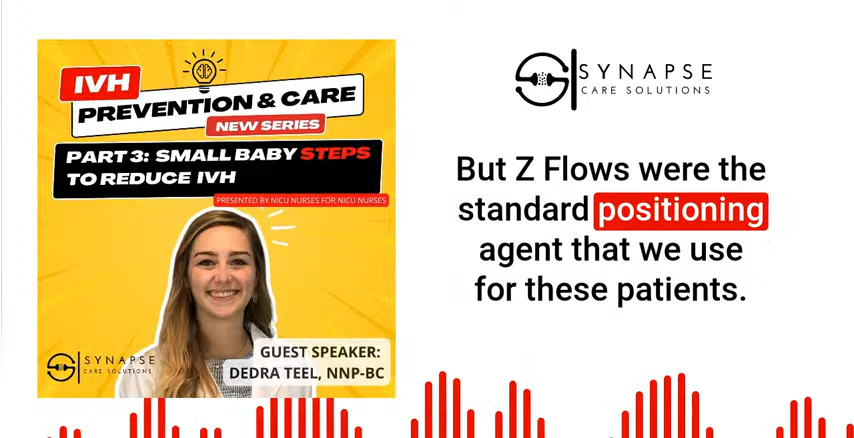 IVH
PREVENTION & CARE
NEW SERIES
PART 3: SMALL BABY STEPS
TO REDUCE IVH
PRESENTED BY NICU NURSES FOR NICU NURSES
SYNAPSE
CARE SOLUTIONS
GUEST SPEAKER:
DEDRA TEEL, NNP-BC
SYNAPSE
CARE SOLUTIONS
But Z Flows were the
standard positioning
agent that we use
for these patients.